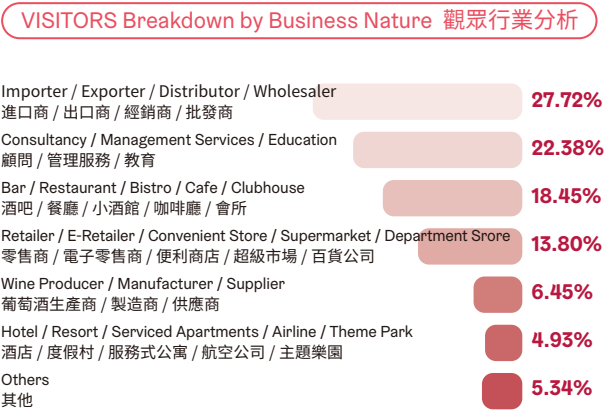 VISITORS Breakdown by Business Nature 觀眾行業分析
Importer / Exporter / Distributor / Wholesaler
進口商 / 出口商 / 經銷商 / 批發商
27.72%
Consultancy / Management Services / Education
顧問 / 管理服務 / 教育
22.38%
Bar / Restaurant / Bistro / Cafe / Clubhouse
酒吧 / 餐廳 / 小酒館 / 咖啡廳 / 會所
18.45%
Retailer / E-Retailer / Convenient Store / Supermarket / Department Srore
零售商 / 電子零售商 / 便利商店 / 超級市場 / 百貨公司
13.80%
Wine Producer / Manufacturer / Supplier
葡萄酒生產商 / 製造商 / 供應商
6.45%
Hotel / Resort / Serviced Apartments / Airline / Theme Park
酒店 / 度假村 / 服務式公寓 / 航空公司 / 主題樂園
4.93%
Others
其他
5.34%